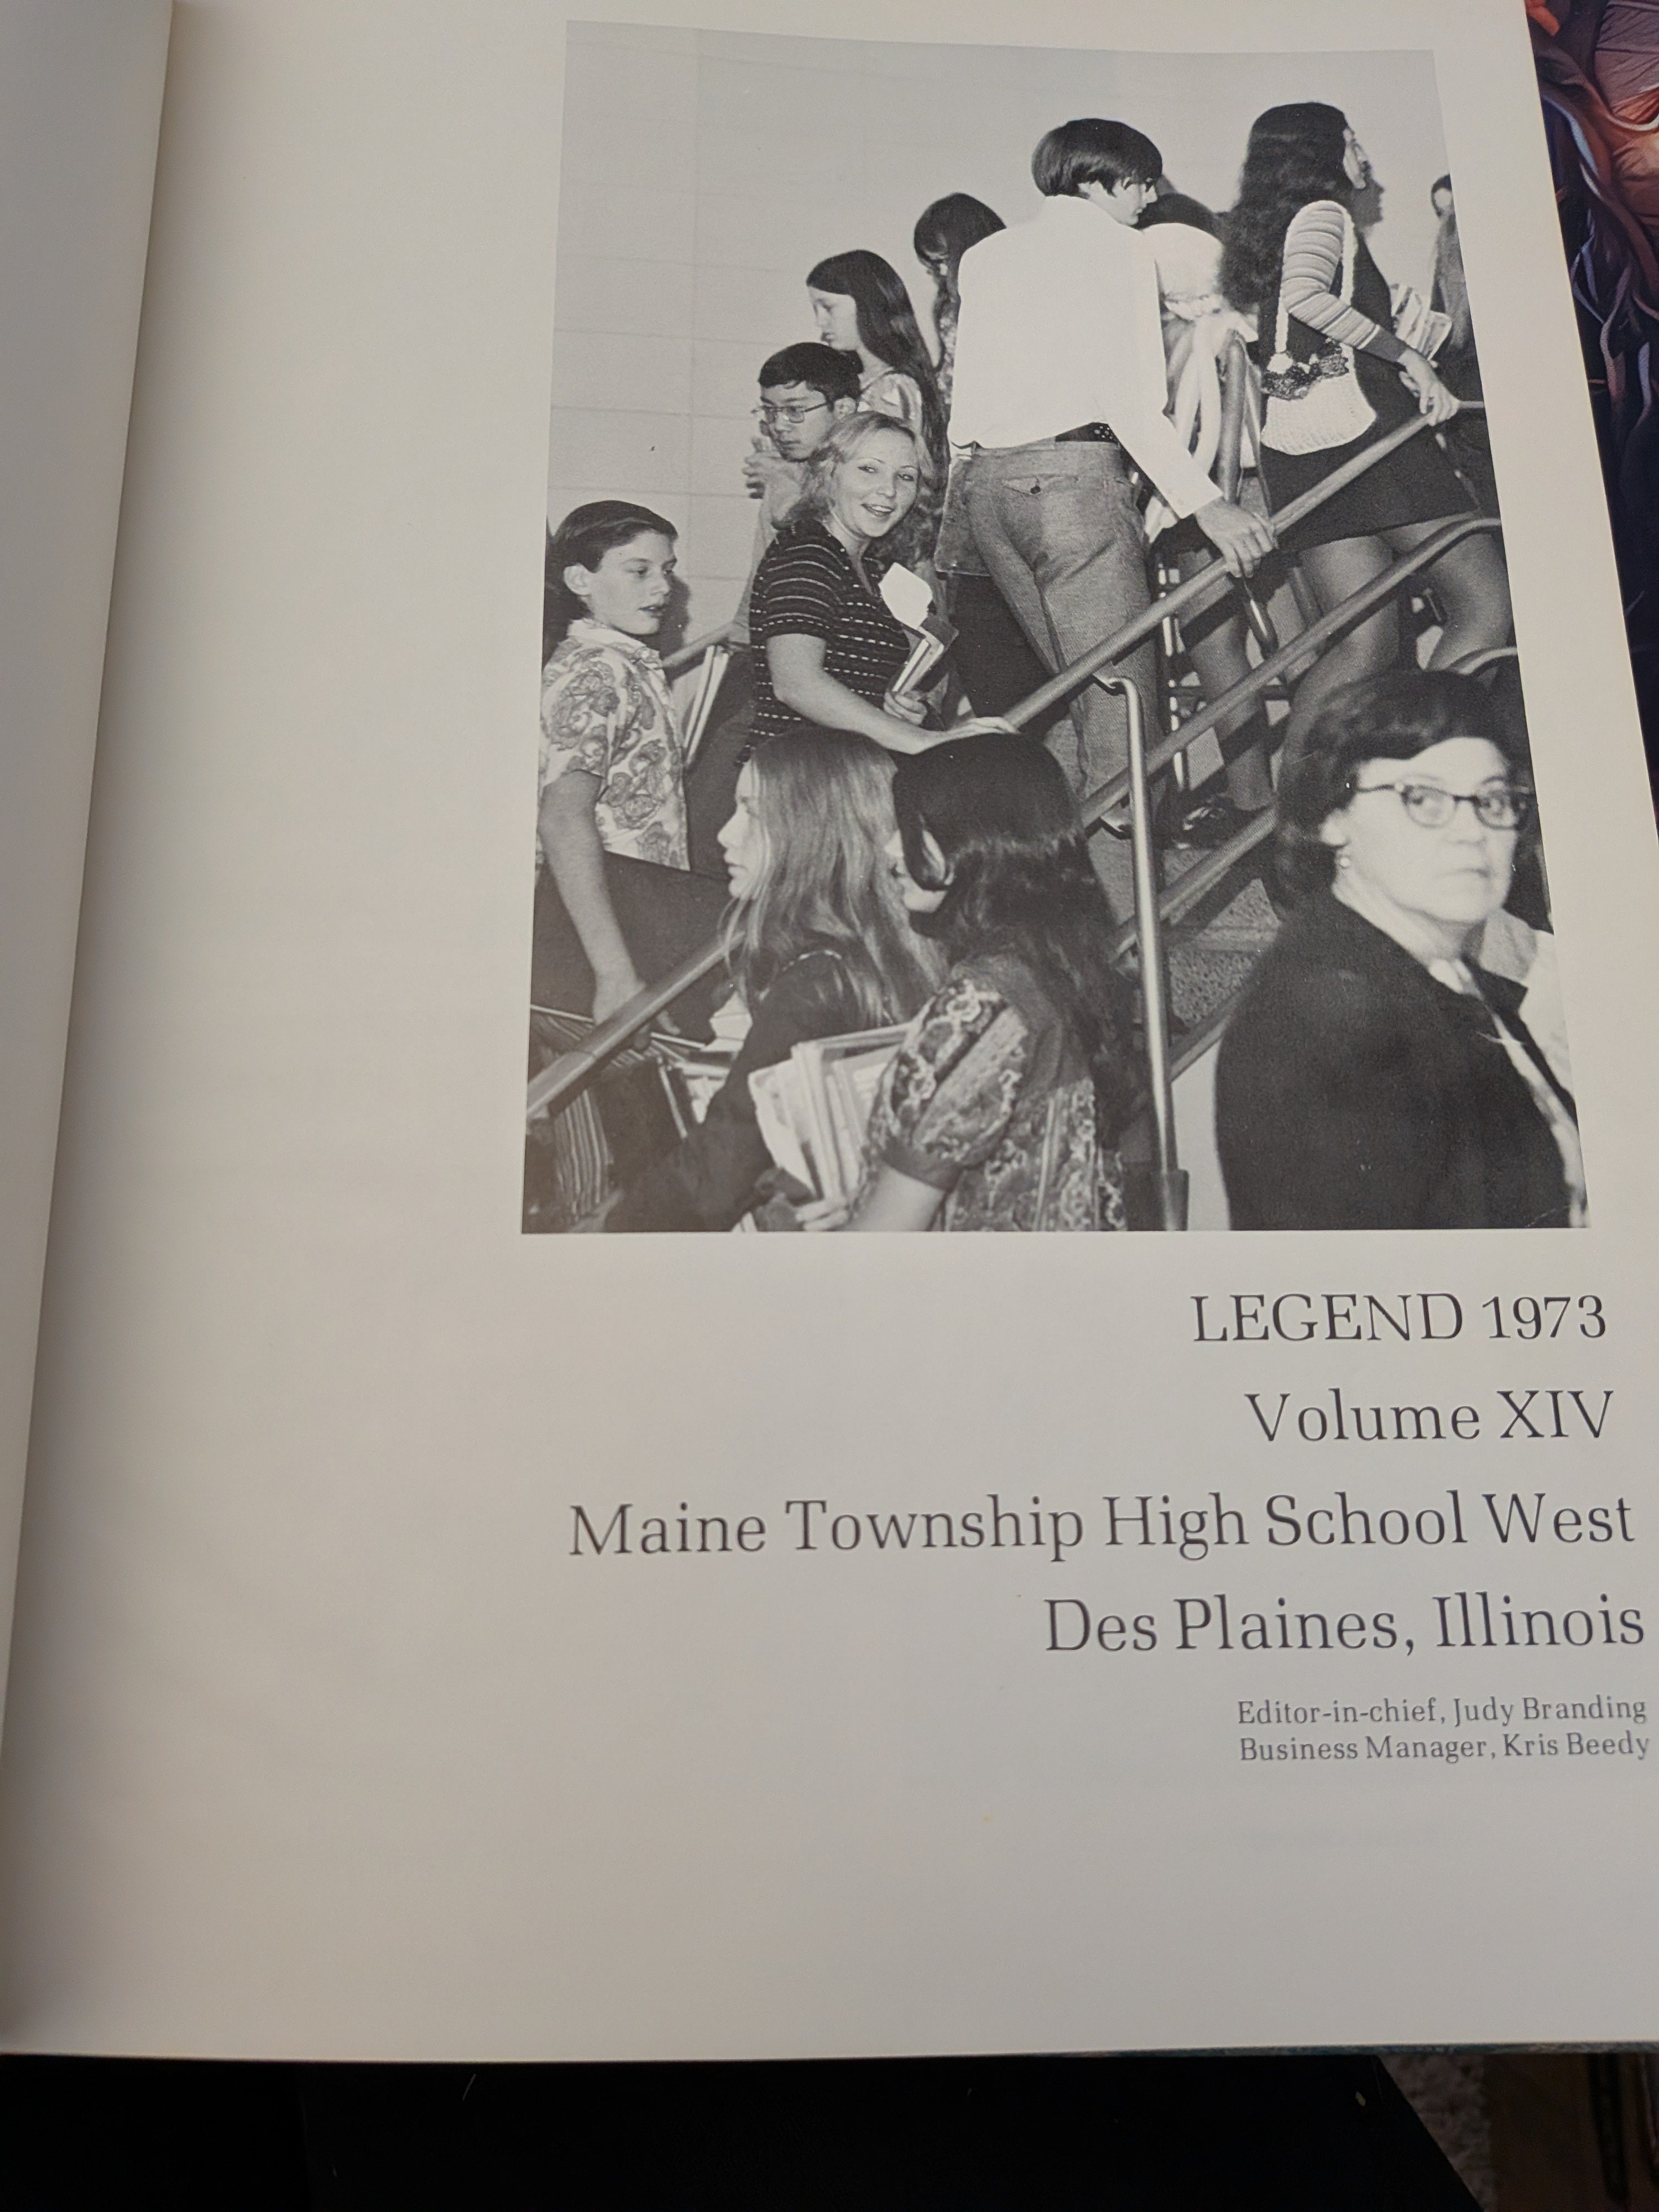 LEGEND 1973
Volume XIV
Maine Township High School West
Des Plaines, Illinois
Editor-in-chief, Judy Branding
Business Manager, Kris Beedy